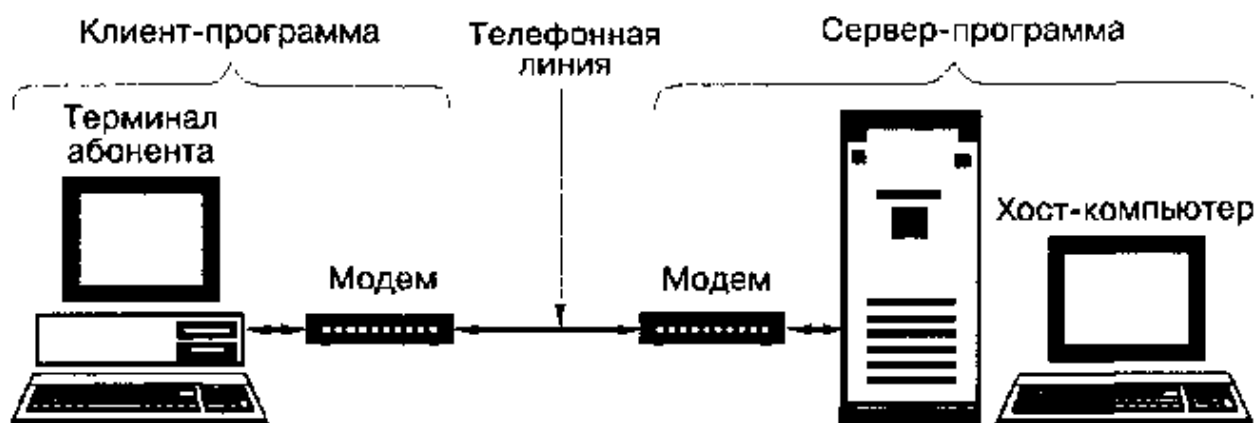 Клиент-программа
Телефонная
линия
Сервер-программа
Терминал
абонента
Хост-компьютер
Модем
Модем